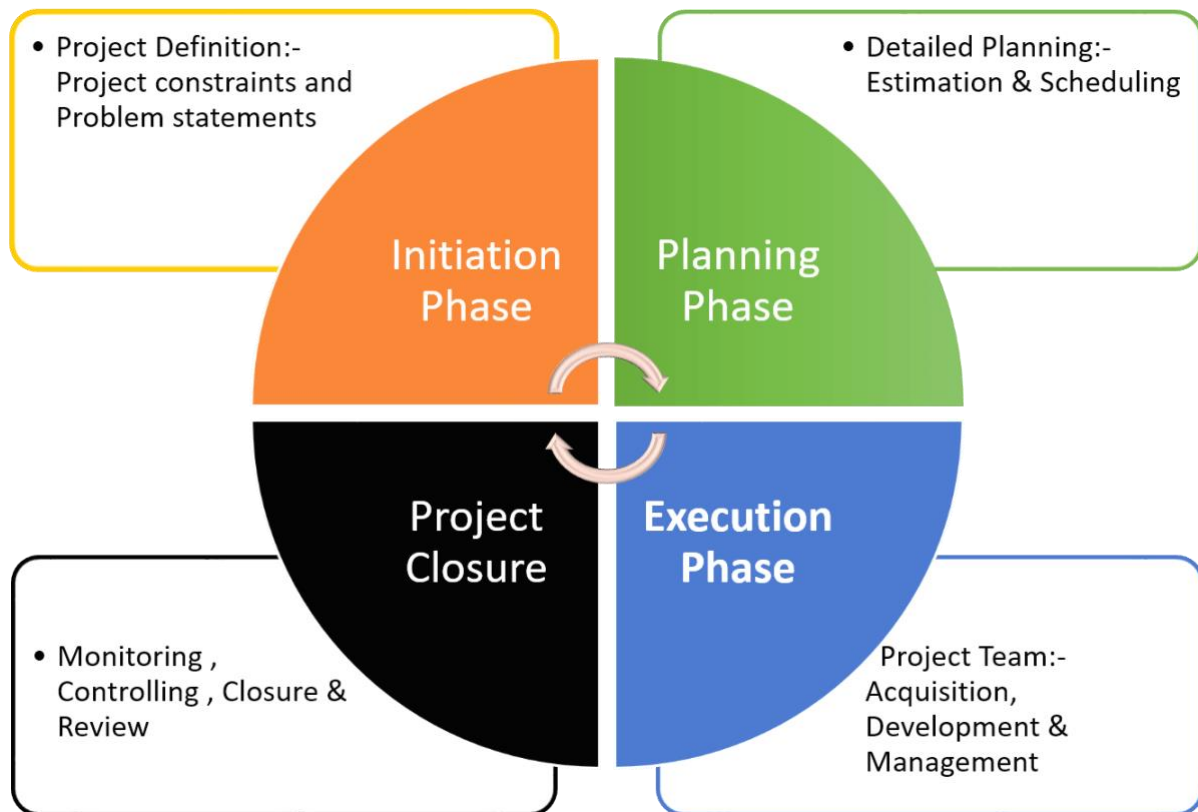 • Project Definition:-
Project constraints and
Problem statements
• Detailed Planning:-
Estimation & Scheduling
Initiation
Phase
Planning
Phase
Project
Closure
Execution
Phase
• Monitoring ,
Controlling , Closure &
Review
Project Team:-
Acquisition,
Development &
Management